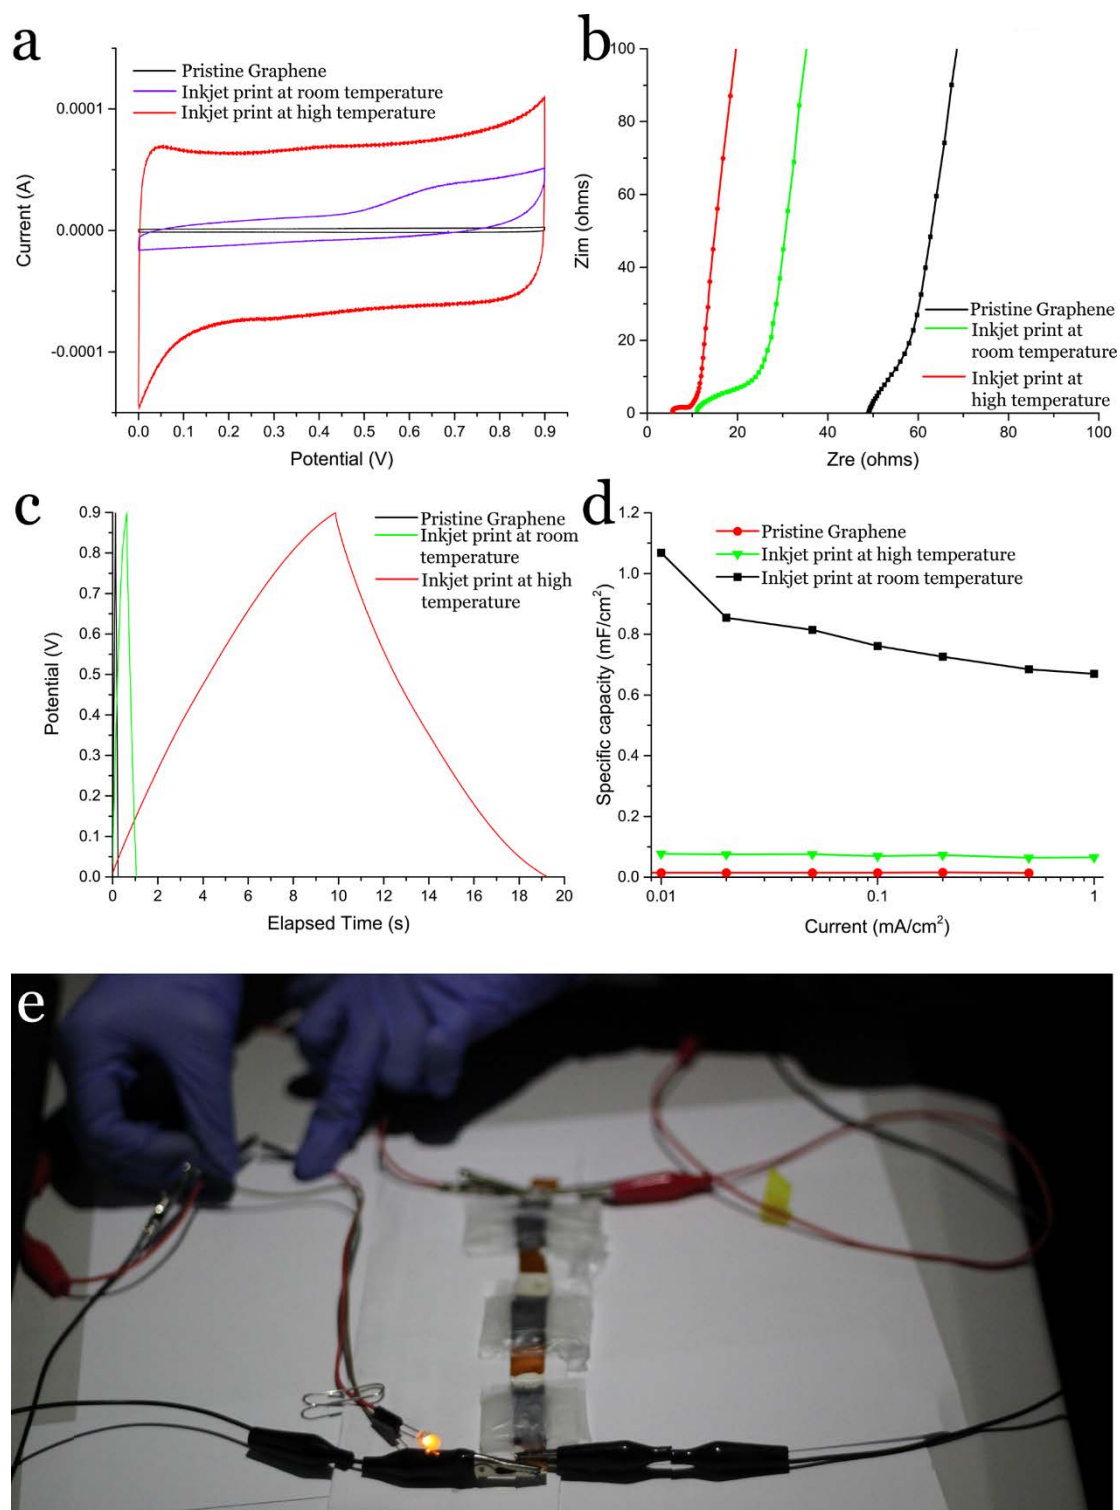 a
Pristine Graphene
Inkjet print at room temperature
Inkjet print at high temperature
0.0001
0.0000
-0.0001
Current (A)
0.0 0.1 0.2 0.3 0.4 0.5 0.6 0.7 0.8 0.9
Potential (V)
b
100
80
60
40
20
0
Zim (ohms)
Pristine Graphene
Inkjet print at
room temperature
Inkjet print at
high temperature
0 20 40 60 80 100
Zre (ohms)
c
0.9
0.8
0.7
0.6
0.5
0.4
0.3
0.2
0.1
0.0
Potential (V)
Pristine Graphene
Inkjet print at room
temperature
Inkjet print at high
temperature
0 2 4 6 8 10 12 14 16 18 20
Elapsed Time (s)
d
1.2
1.0
0.8
0.6
0.4
0.2
0.0
Specific capacity (mF/cm²)
Pristine Graphene
Inkjet print at high temperature
Inkjet print at room temperature
0.01 0.1 1
Current (mA/cm²)
e